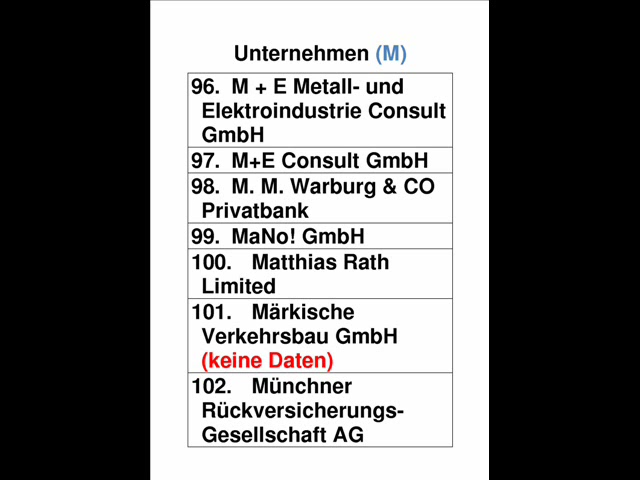 Unternehmen (M)
96. M + E Metall- und
Elektroindustrie Consult
GmbH
97. M+E Consult GmbH
98. M. M. Warburg & CO
Privatbank
99. MaNo! GmbH
100. Matthias Rath
Limited
101. Märkische
Verkehrsbau GmbH
(keine Daten)
102. Münchner
Rückversicherungs-
Gesellschaft AG